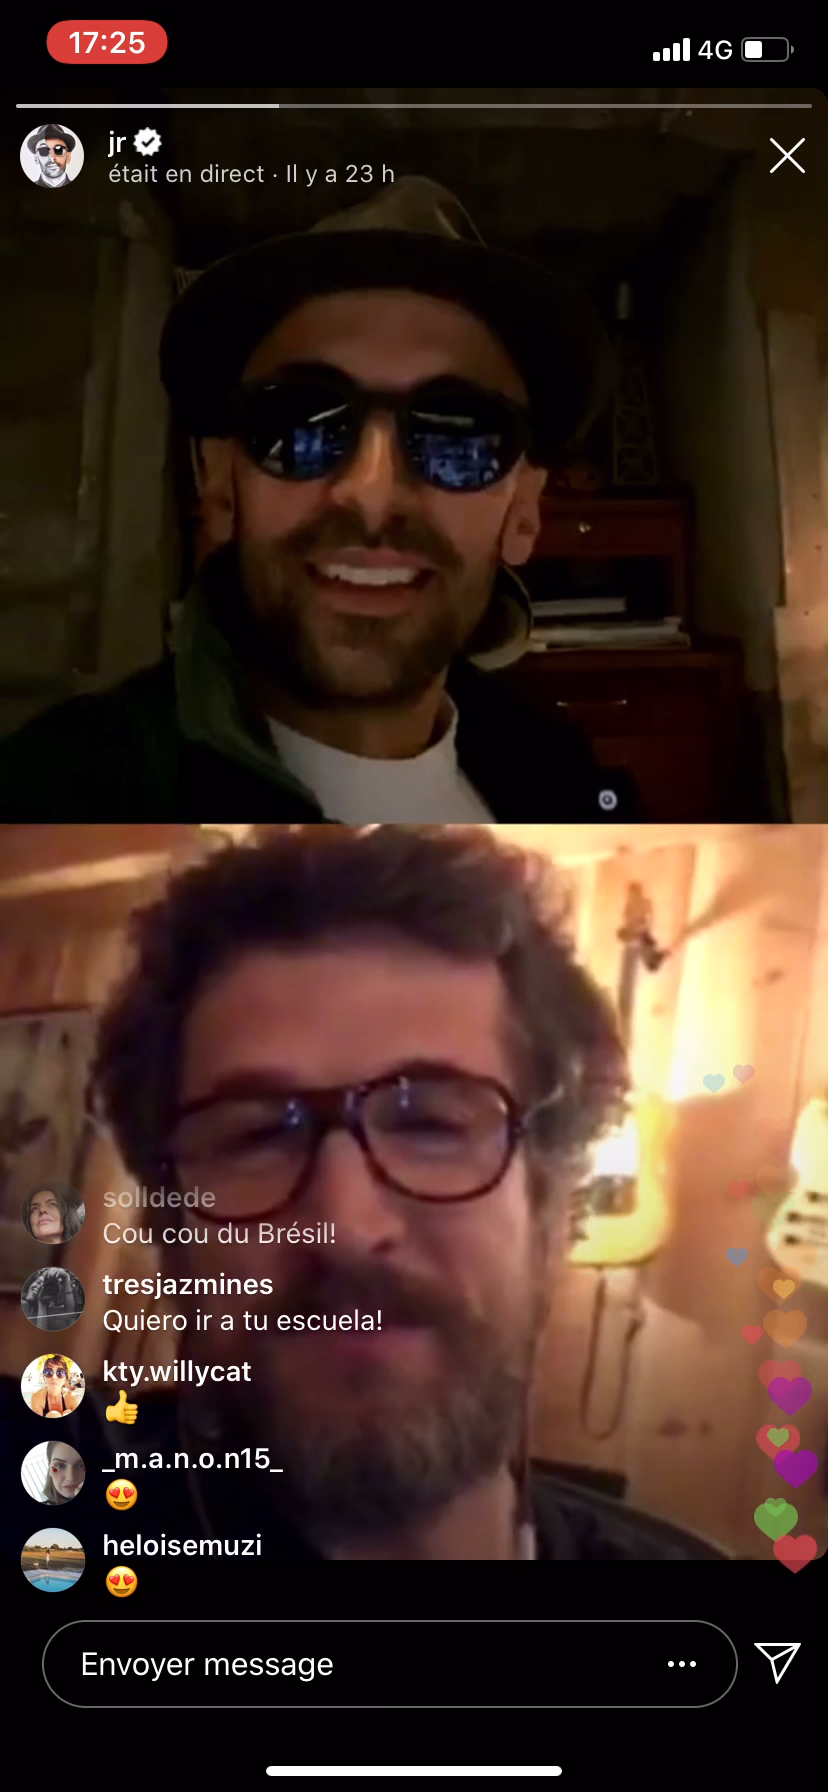 17:25
4G
jr
était en direct · Il y a 23 h
solldede
Cou cou du Brésil!
tresjazmines
Quiero ir a tu escuela!
kty.willycat
👍
_m.a.n.o.n15_
😍
heloisemuzi
😍
Envoyer message